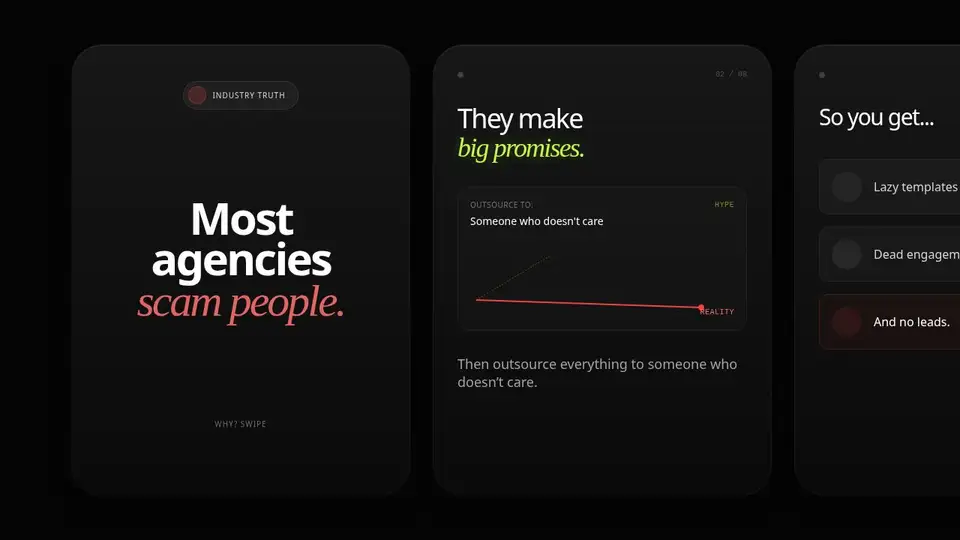 INDUSTRY TRUTH
Most
agencies
scam people.
WHY? SWIPE
02 / 08
They make
big promises.
OUTSOURCE TO:
HYPE
Someone who doesn't care
REALITY
Then outsource everything to someone who
doesn’t care.
So you get...
Lazy templates
Dead engagem
And no leads.